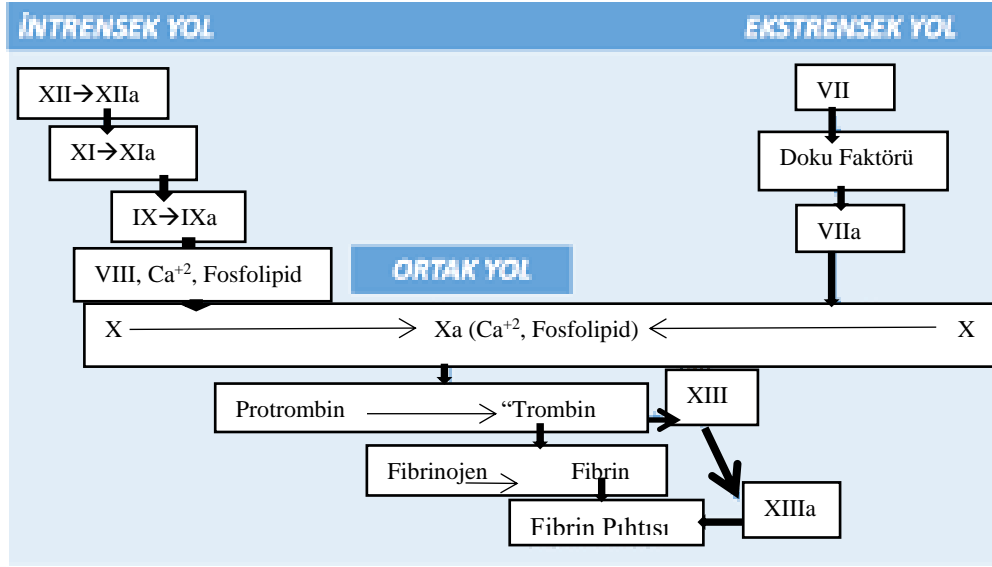 İNTRENSEK YOL
EKSTRENSEK YOL
XII→XIIa
XI→XIa
IX→IXa
VIII, Ca+2, Fosfolipid
VII
Doku Faktörü
VIIa
ORTAK YOL
X Xa (Ca+2, Fosfolipid) X
Protrombin “Trombin
XIII
Fibrinojen Fibrin
XIIIa
Fibrin Pıhtısı